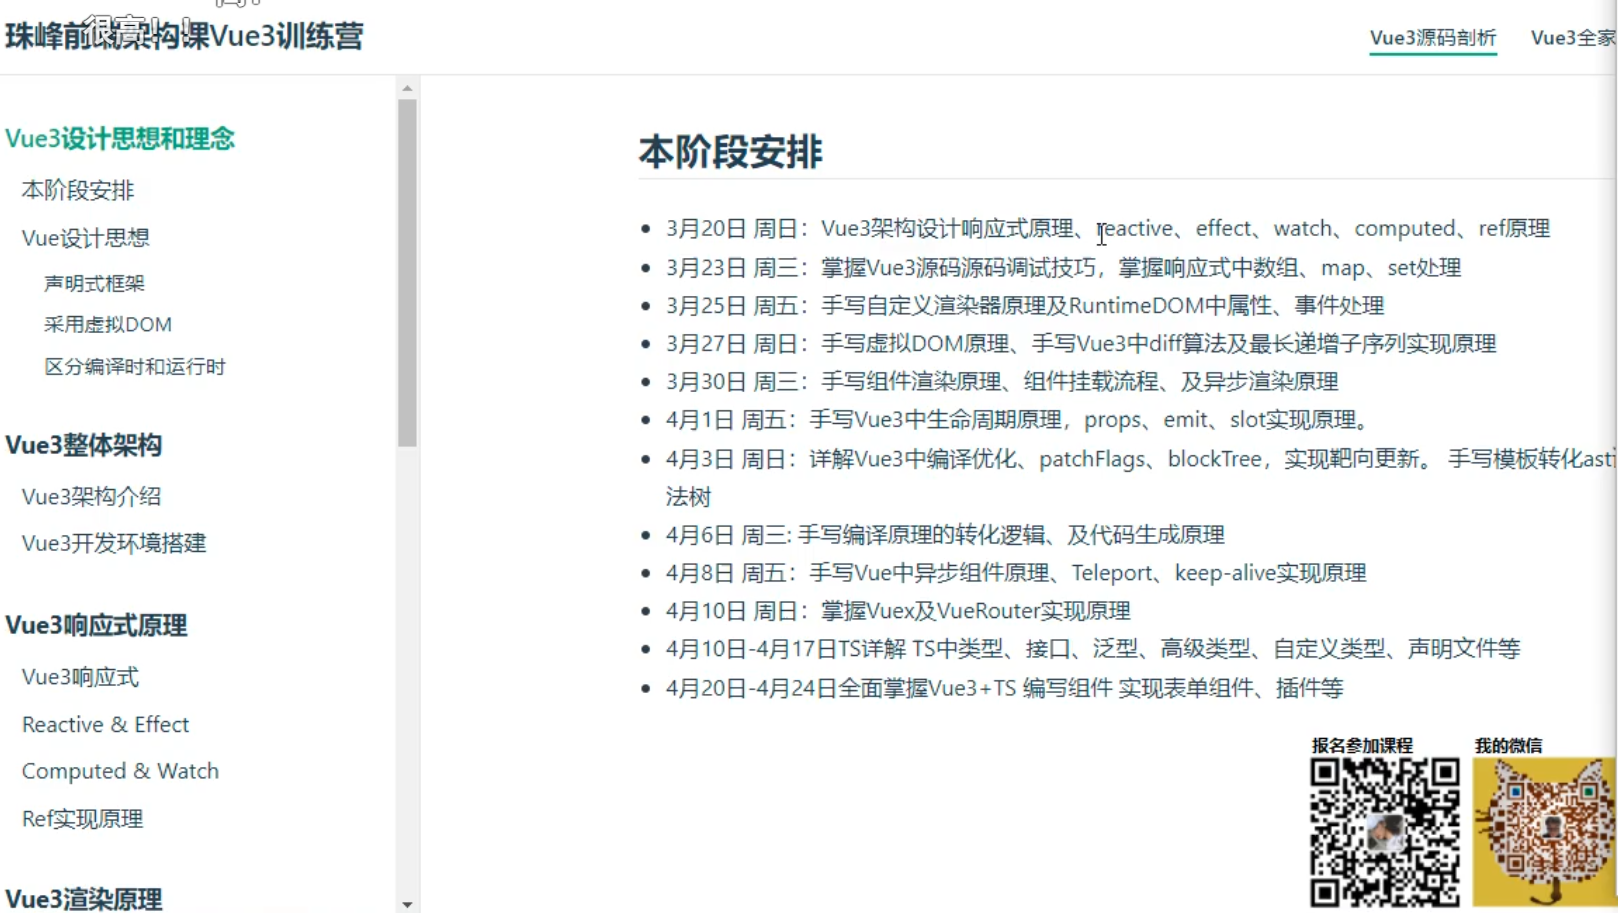 珠峰前端架构课Vue3训练营
很高！！
Vue3源码剖析
Vue3全家
Vue3设计思想和理念
本阶段安排
Vue设计思想
声明式框架
采用虚拟DOM
区分编译时和运行时
Vue3整体架构
Vue3架构介绍
Vue3开发环境搭建
Vue3响应式原理
Vue3响应式
Reactive & Effect
Computed & Watch
Ref实现原理
Vue3渲染原理
本阶段安排
3月20日 周日：Vue3架构设计响应式原理、reactive、effect、watch、computed、ref原理
3月23日 周三：掌握Vue3源码源码调试技巧，掌握响应式中数组、map、set处理
3月25日 周五：手写自定义渲染器原理及RuntimeDOM中属性、事件处理
3月27日 周日：手写虚拟DOM原理、手写Vue3中diff算法及最长递增子序列实现原理
3月30日 周三：手写组件渲染原理、组件挂载流程、及异步渲染原理
4月1日 周五：手写Vue3中生命周期原理，props、emit、slot实现原理。
4月3日 周日：详解Vue3中编译优化、patchFlags、blockTree，实现靶向更新。 手写模板转化ast
法树
4月6日 周三: 手写编译原理的转化逻辑、及代码生成原理
4月8日 周五：手写Vue中异步组件原理、Teleport、keep-alive实现原理
4月10日 周日：掌握Vuex及VueRouter实现原理
4月10日-4月17日TS详解 TS中类型、接口、泛型、高级类型、自定义类型、声明文件等
4月20日-4月24日全面掌握Vue3+TS 编写组件 实现表单组件、插件等
报名参加课程
我的微信